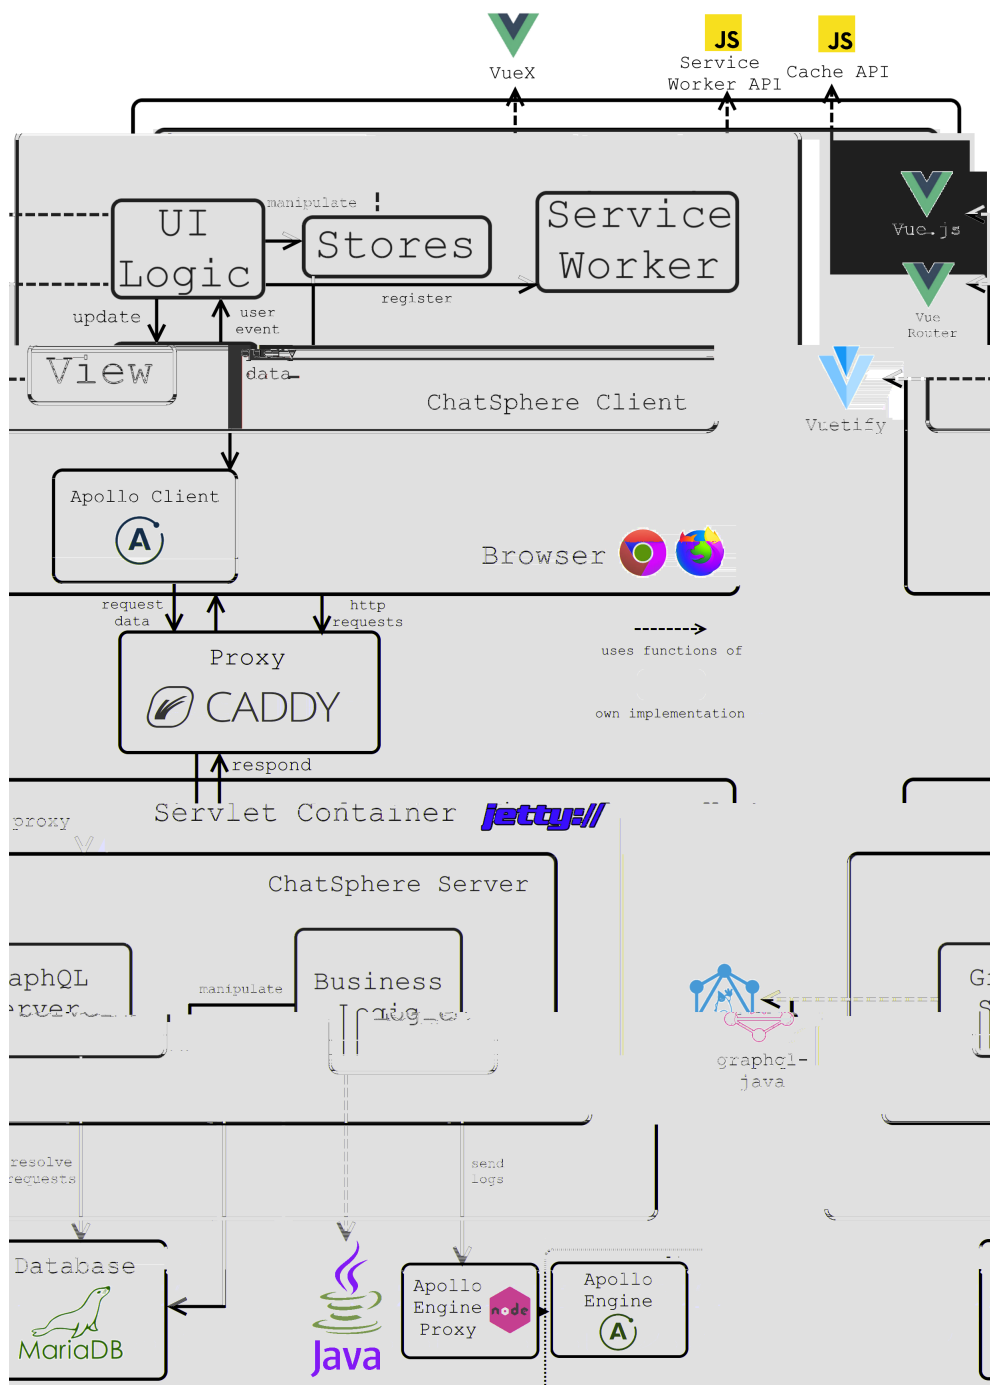 VueX
JS
Service
Worker API
JS
Cache API
UI
Logic
manipulate
Stores
Service
Worker
Vue.js
register
update
user
event
Vue
Router
View
data
ChatSphere Client
Vuetify
Apollo Client
Browser
request
data
http
requests
Proxy
CADDY
uses functions of
own implementation
respond
Servlet Container
jetty://
proxy
ChatSphere Server
aphQL
manipulate
Business
graphql-
java
resolve
requests
send
logs
Database
MariaDB
Java
Apollo
Engine
Proxy
node
Apollo
Engine